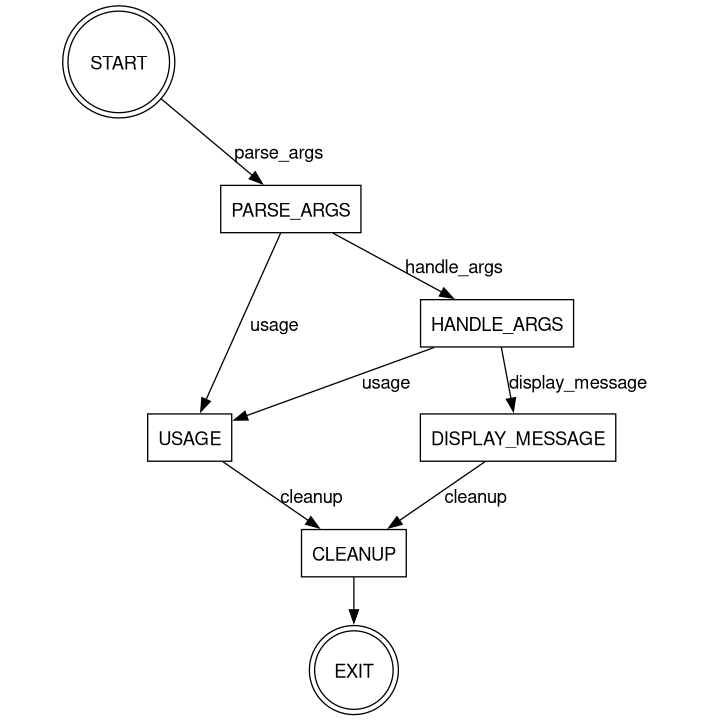 START
parse_args
PARSE_ARGS
handle_args
HANDLE_ARGS
usage
usage
display_message
USAGE
DISPLAY_MESSAGE
cleanup
cleanup
CLEANUP
EXIT